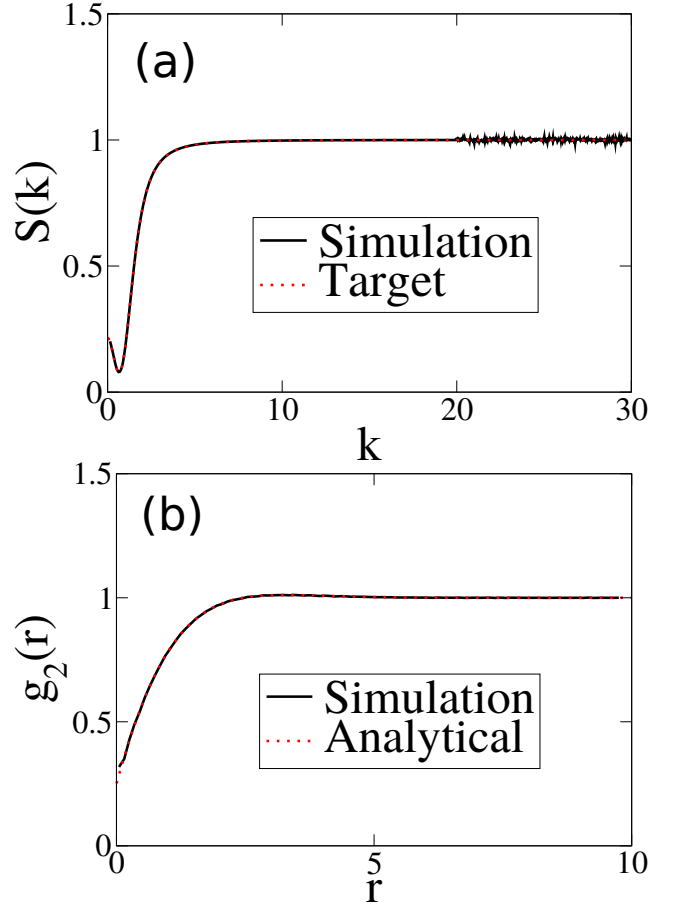 1.5
(a)
1
S(k)
0.5
Simulation
Target
0
0
10
20
30
k
1.5
(b)
1
g2(r)
0.5
Simulation
Analytical
0
0
5
10
r